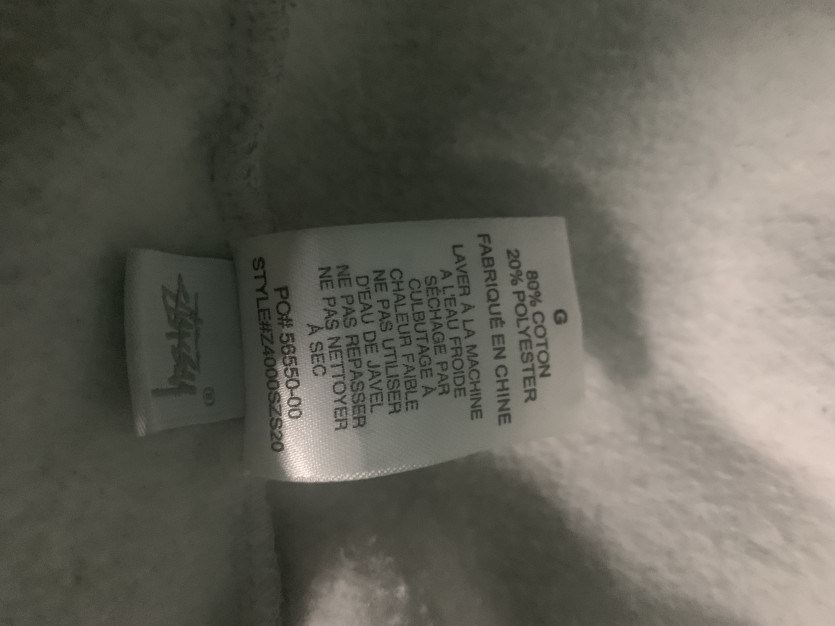 G
80% COTON
20% POLYESTER
FABRIQUÉ EN CHINE
LAVER À LA MACHINE
A L'EAU FROIDE
SÉCHAGE PAR
CULBUTAGE À
CHALEUR FAIBLE
NE PAS UTILISER
D'EAU DE JAVEL
NE PAS REPASSER
NE PAS NETTOYER
À SEC
PO# 56550-00
STYLE#Z4000SZS20
Stüssy ®